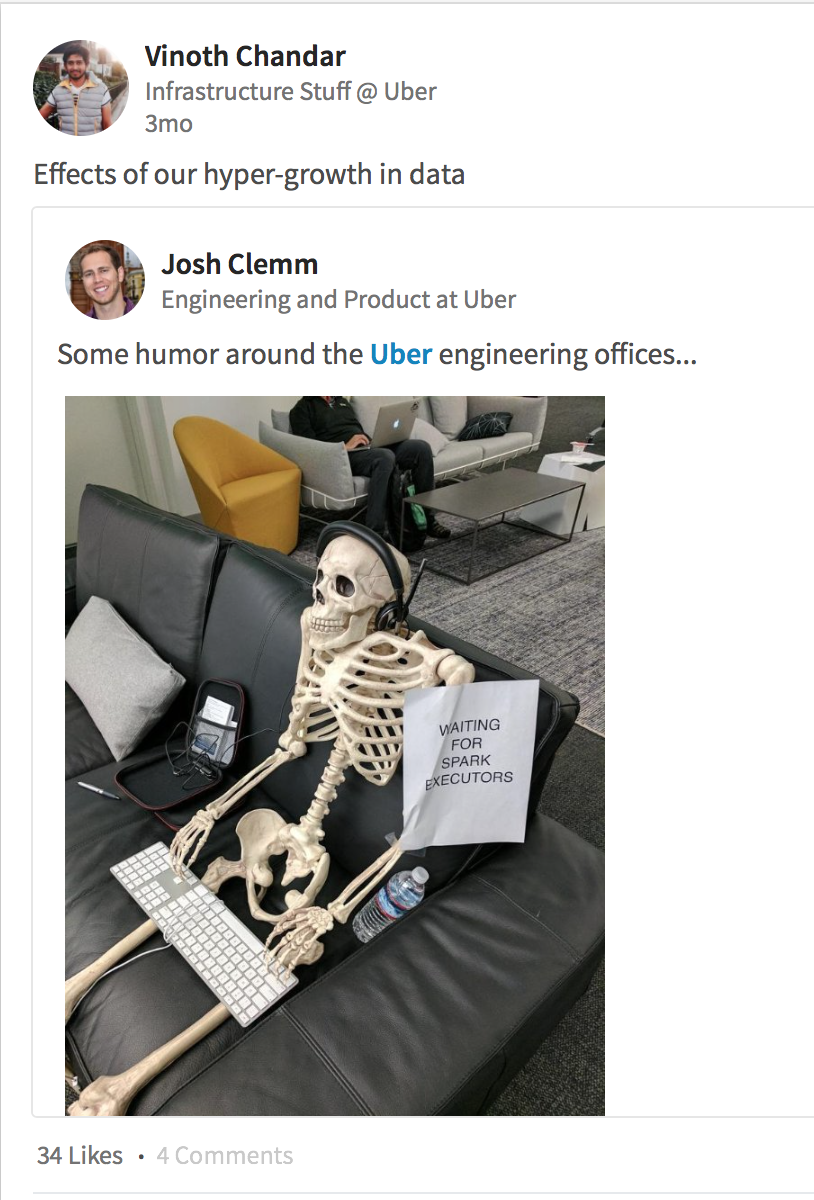 Vinoth Chandar
Infrastructure Stuff @ Uber
3mo
Effects of our hyper-growth in data
Josh Clemm
Engineering and Product at Uber
Some humor around the Uber engineering offices...
WAITING
FOR
SPARK
EXECUTORS
34 Likes • 4 Comments